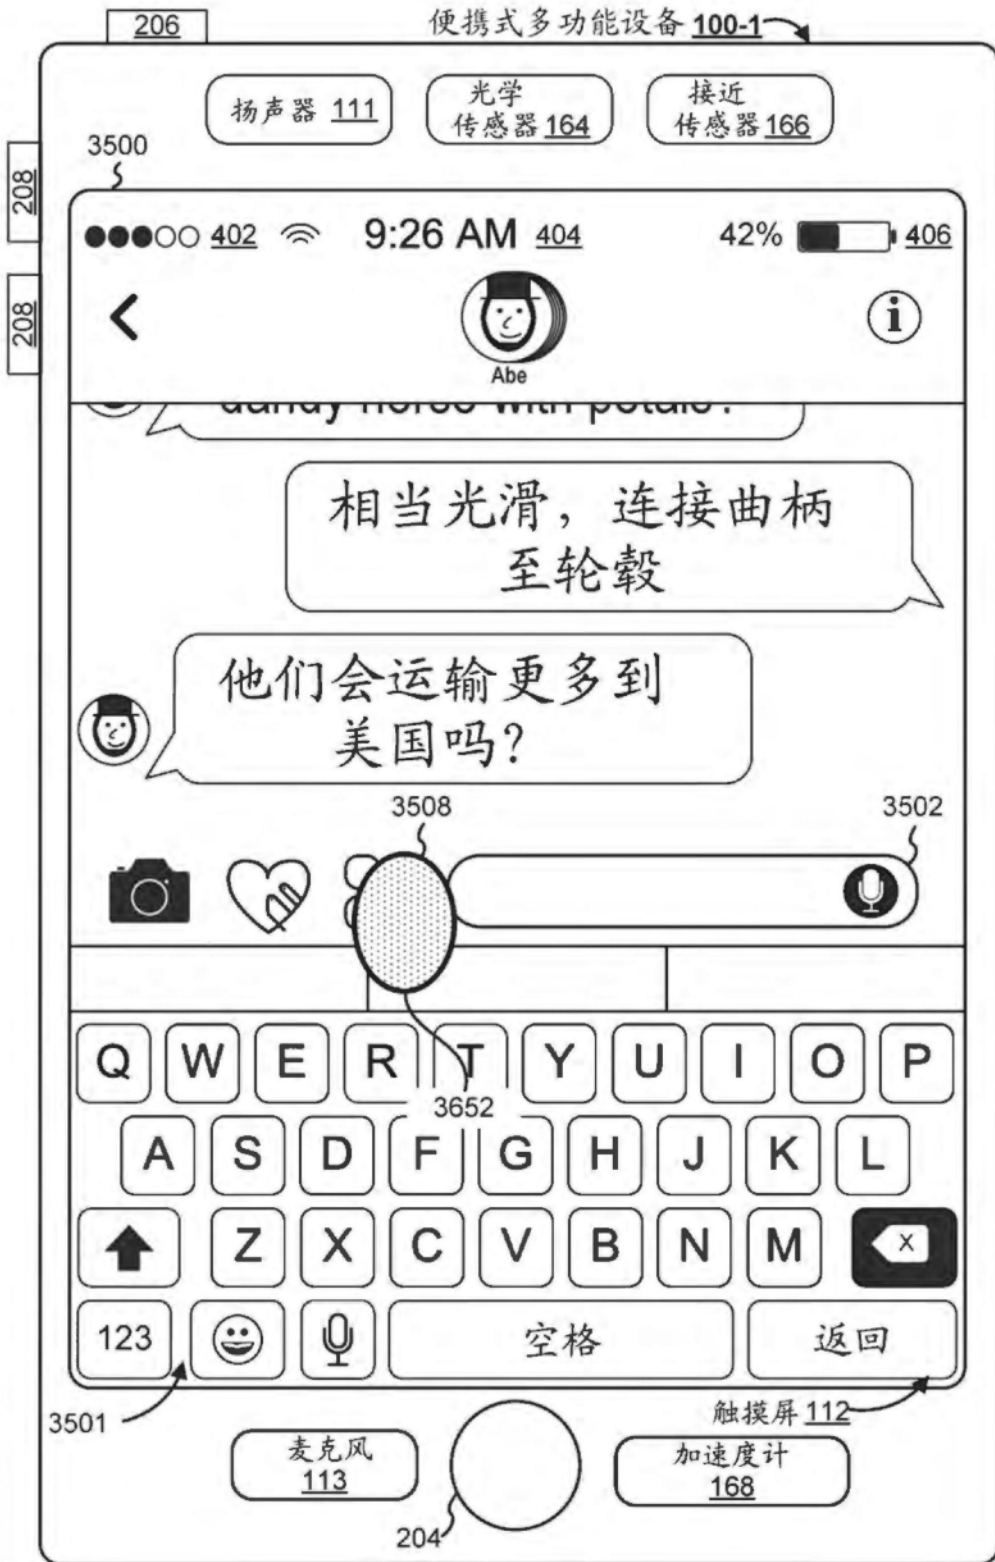 206
便携式多功能设备 100-1
扬声器 111
光学
传感器 164
接近
传感器 166
3500
208
402 9:26 AM 404 42% 406
208
i
Abe
dandy horse with petals?
相当光滑，连接曲柄
至轮毂
他们会运输更多到
美国吗?
3508
3502
Q W E R T Y U I O P
3652
A S D F G H J K L
Z X C V B N M X
123 空格 返回
3501
触摸屏 112
麦克风
113
加速度计
168
204